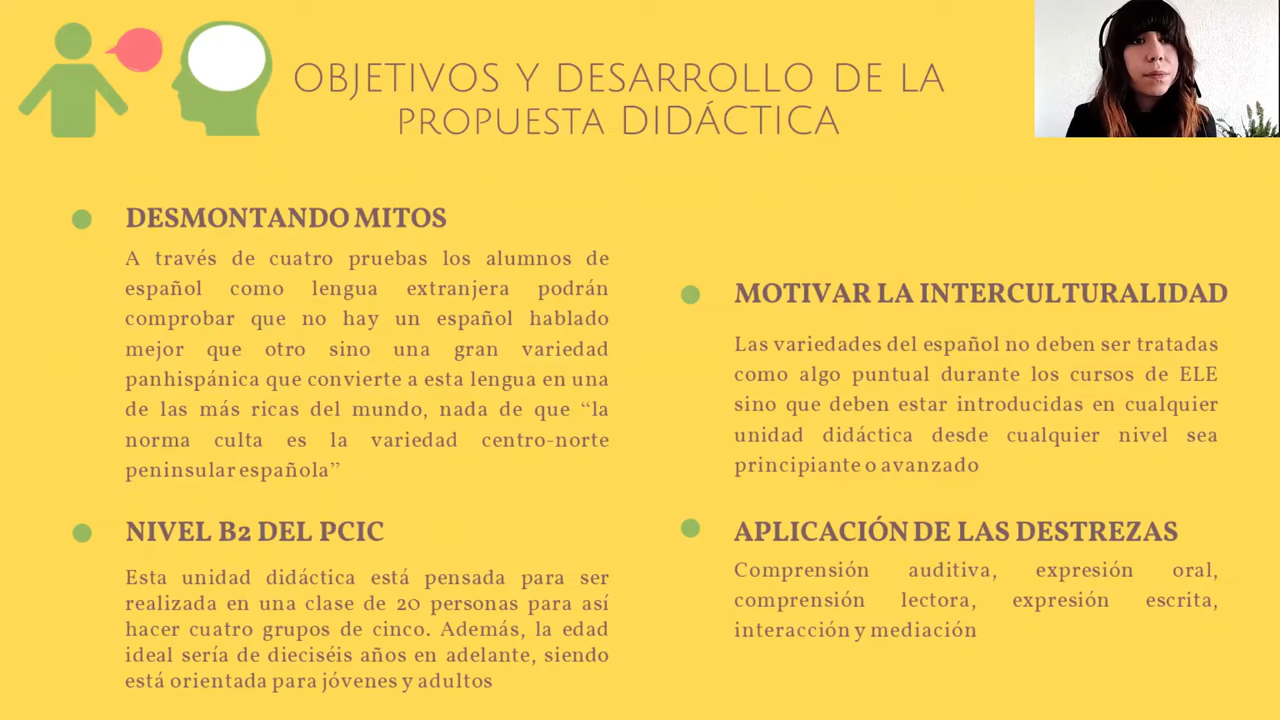 OBJETIVOS Y DESARROLLO DE LA
PROPUESTA DIDÁCTICA
DESMONTANDO MITOS
A través de cuatro pruebas los alumnos de
español como lengua extranjera podrán
comprobar que no hay un español hablado
mejor que otro sino una gran variedad
panhispánica que convierte a esta lengua en una
de las más ricas del mundo, nada de que “la
norma culta es la variedad centro-norte
peninsular española”
NIVEL B2 DEL PCIC
Esta unidad didáctica está pensada para ser
realizada en una clase de 20 personas para así
hacer cuatro grupos de cinco. Además, la edad
ideal sería de dieciséis años en adelante, siendo
está orientada para jóvenes y adultos
MOTIVAR LA INTERCULTURALIDAD
Las variedades del español no deben ser tratadas
como algo puntual durante los cursos de ELE
sino que deben estar introducidas en cualquier
unidad didáctica desde cualquier nivel sea
principiante o avanzado
APLICACIÓN DE LAS DESTREZAS
Comprensión auditiva, expresión oral,
comprensión lectora, expresión escrita,
interacción y mediación